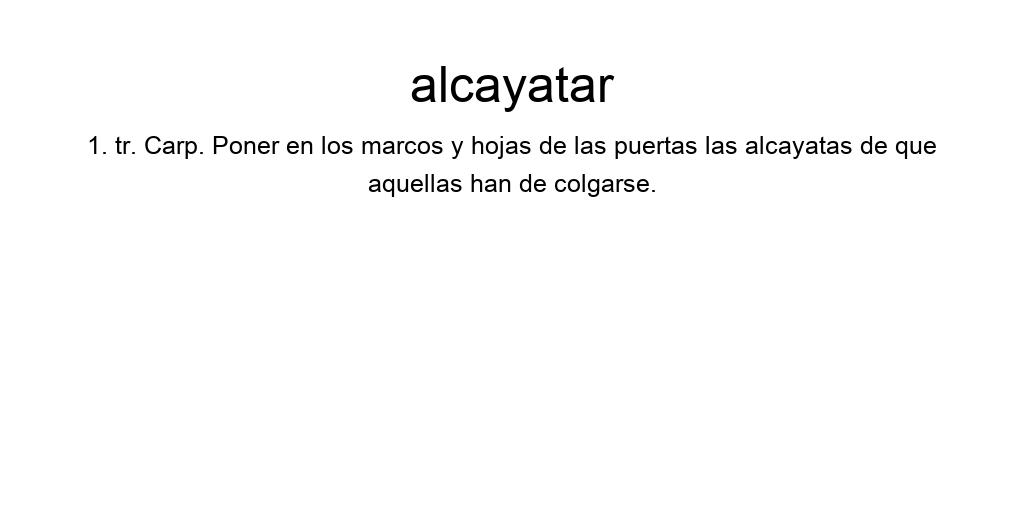 alcayatar
1. tr. Carp. Poner en los marcos y hojas de las puertas las alcayatas de que
aquellas han de colgarse.